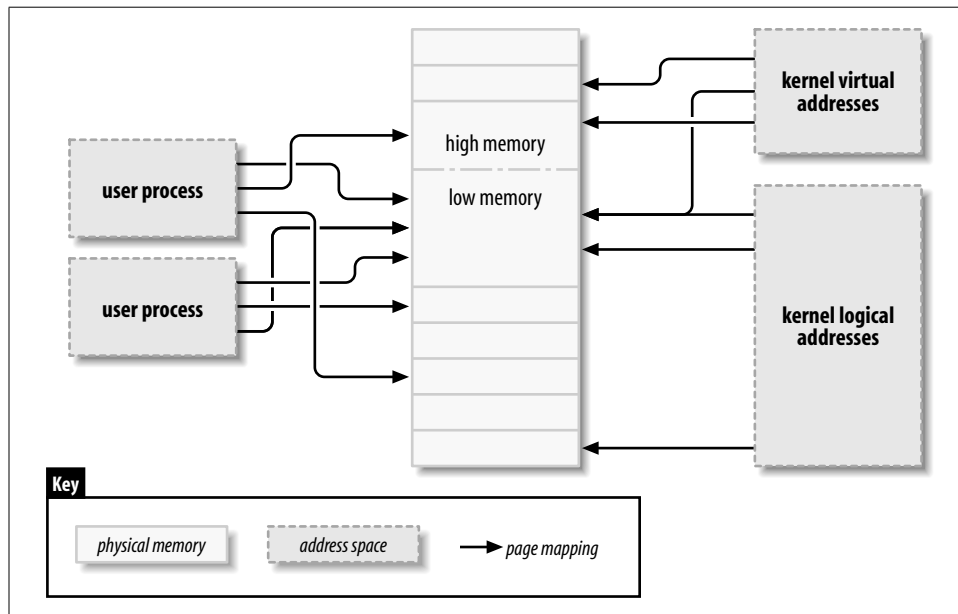 kernel virtual
addresses
high memory
user process
low memory
user process
kernel logical
addresses
Key
physical memory
address space
page mapping